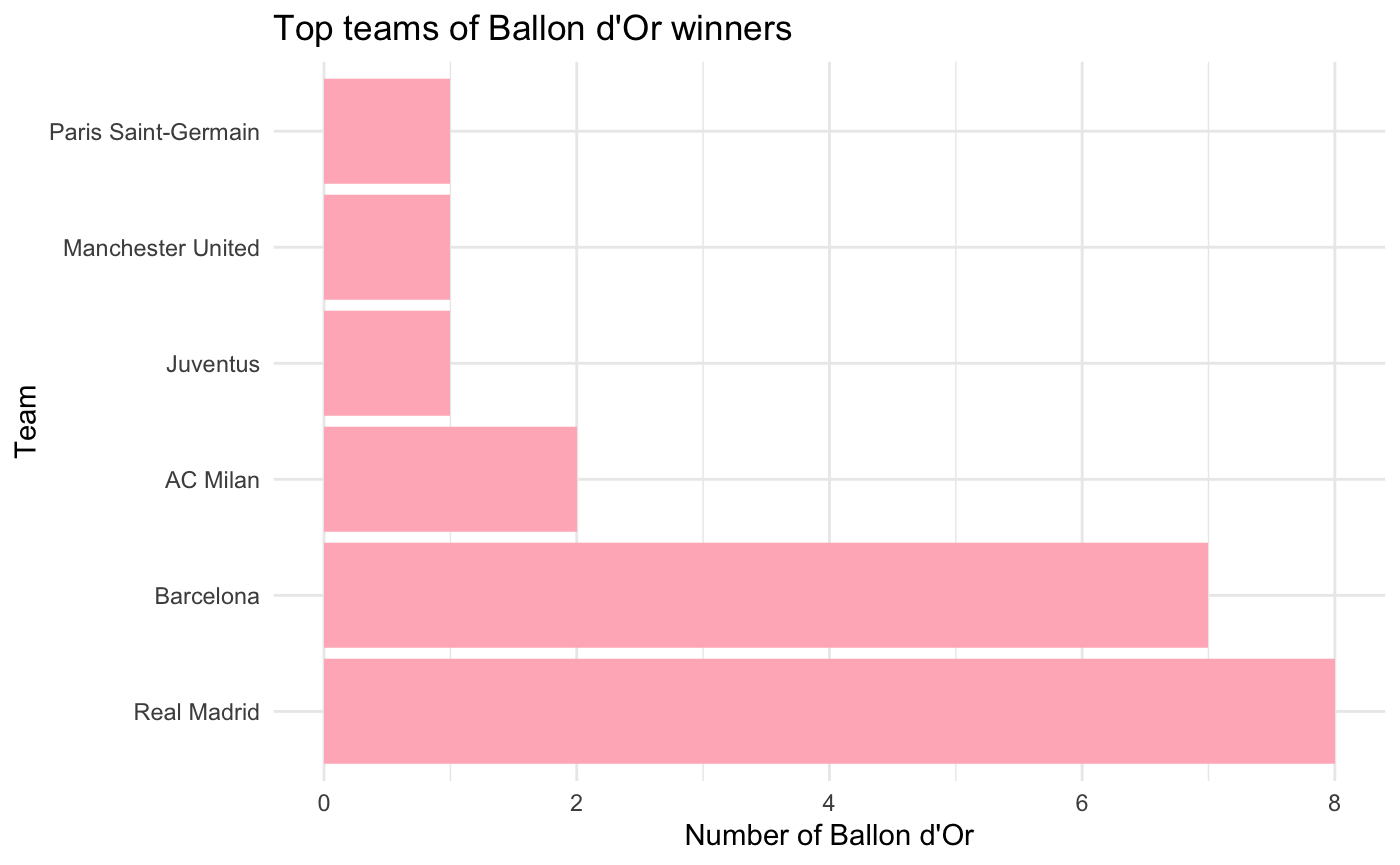 Top teams of Ballon d'Or winners
Team
Paris Saint-Germain
Manchester United
Juventus
AC Milan
Barcelona
Real Madrid
0 2 4 6 8
Number of Ballon d'Or